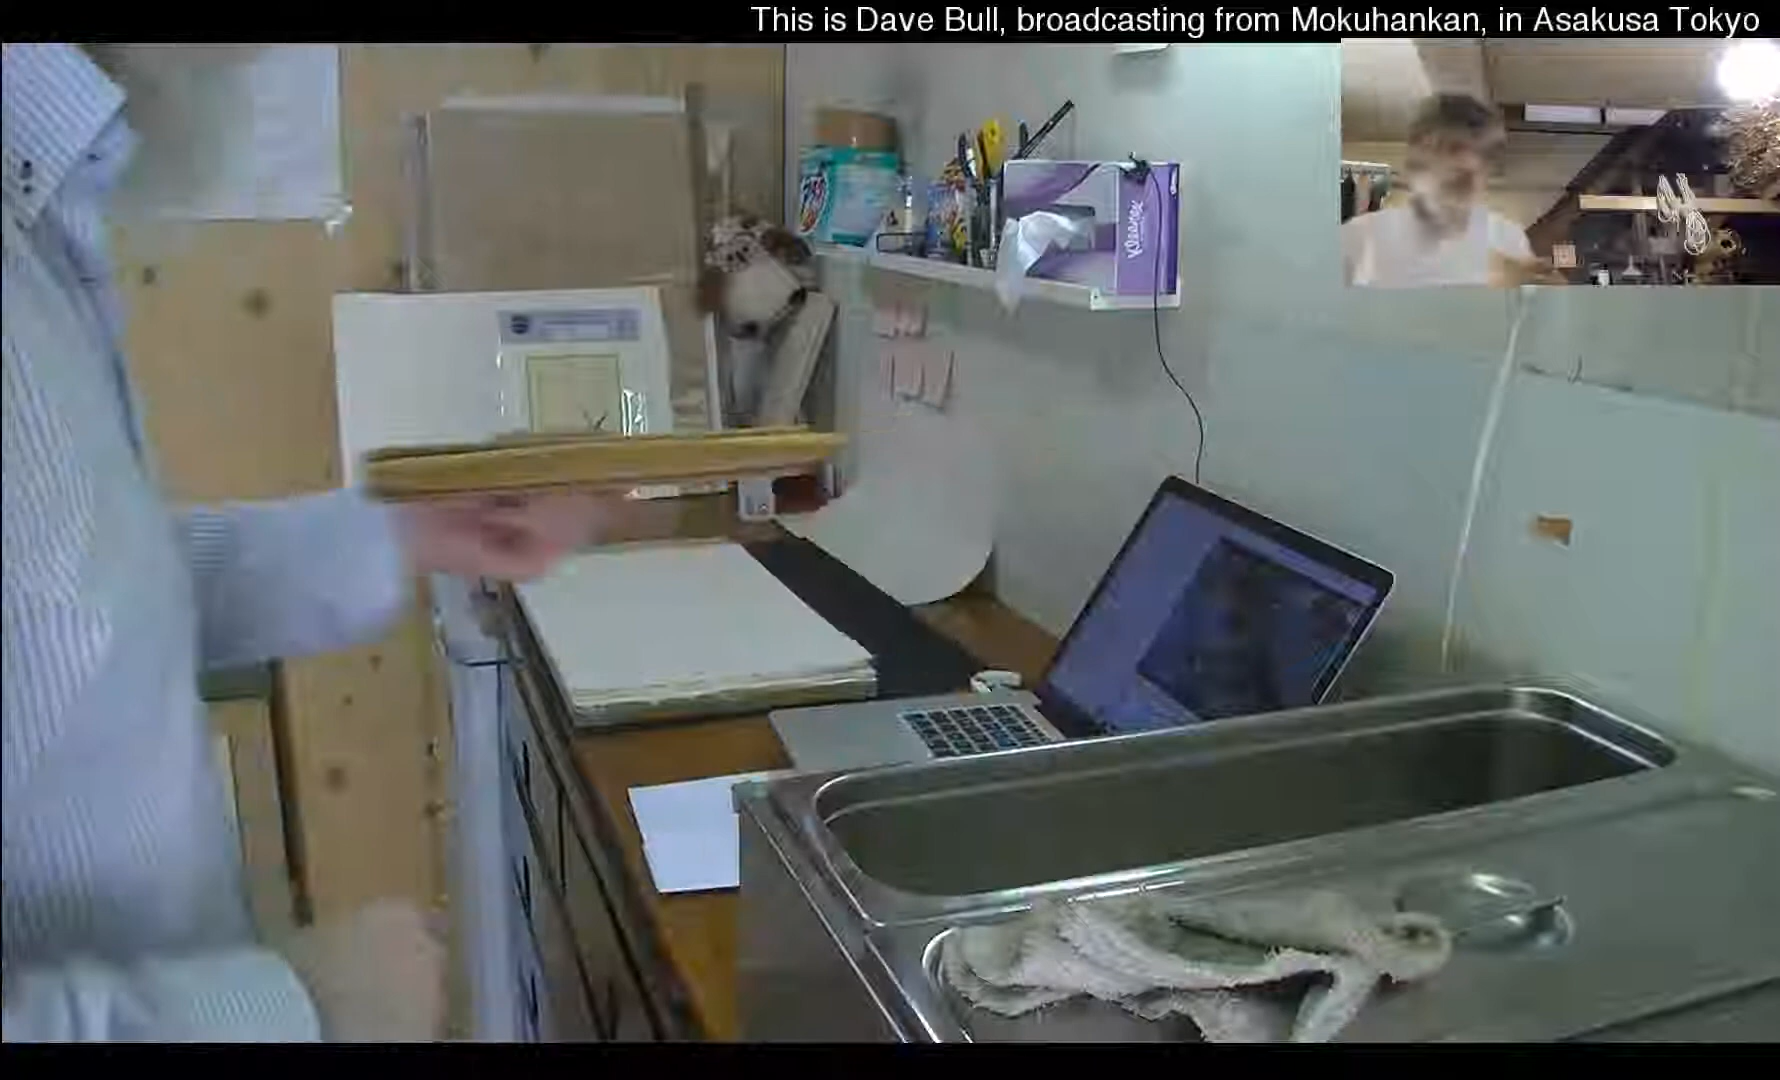 This is Dave Bull, broadcasting from Mokuhankan, in Asakusa Tokyo
Kleenex